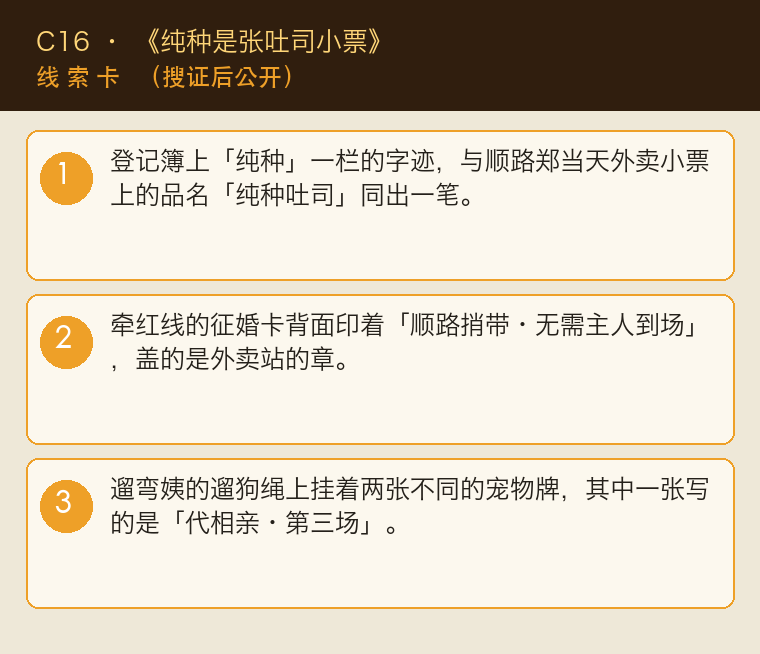 C16 · 《纯种是张吐司小票》
线索卡 （搜证后公开）
1
登记簿上「纯种」一栏的字迹，与顺路郑当天外卖小票
上的品名「纯种吐司」同出一笔。
2
牵红线的征婚卡背面印着「顺路捎带・无需主人到场」
，盖的是外卖站的章。
3
遛弯姨的遛狗绳上挂着两张不同的宠物牌，其中一张写
的是「代相亲・第三场」。